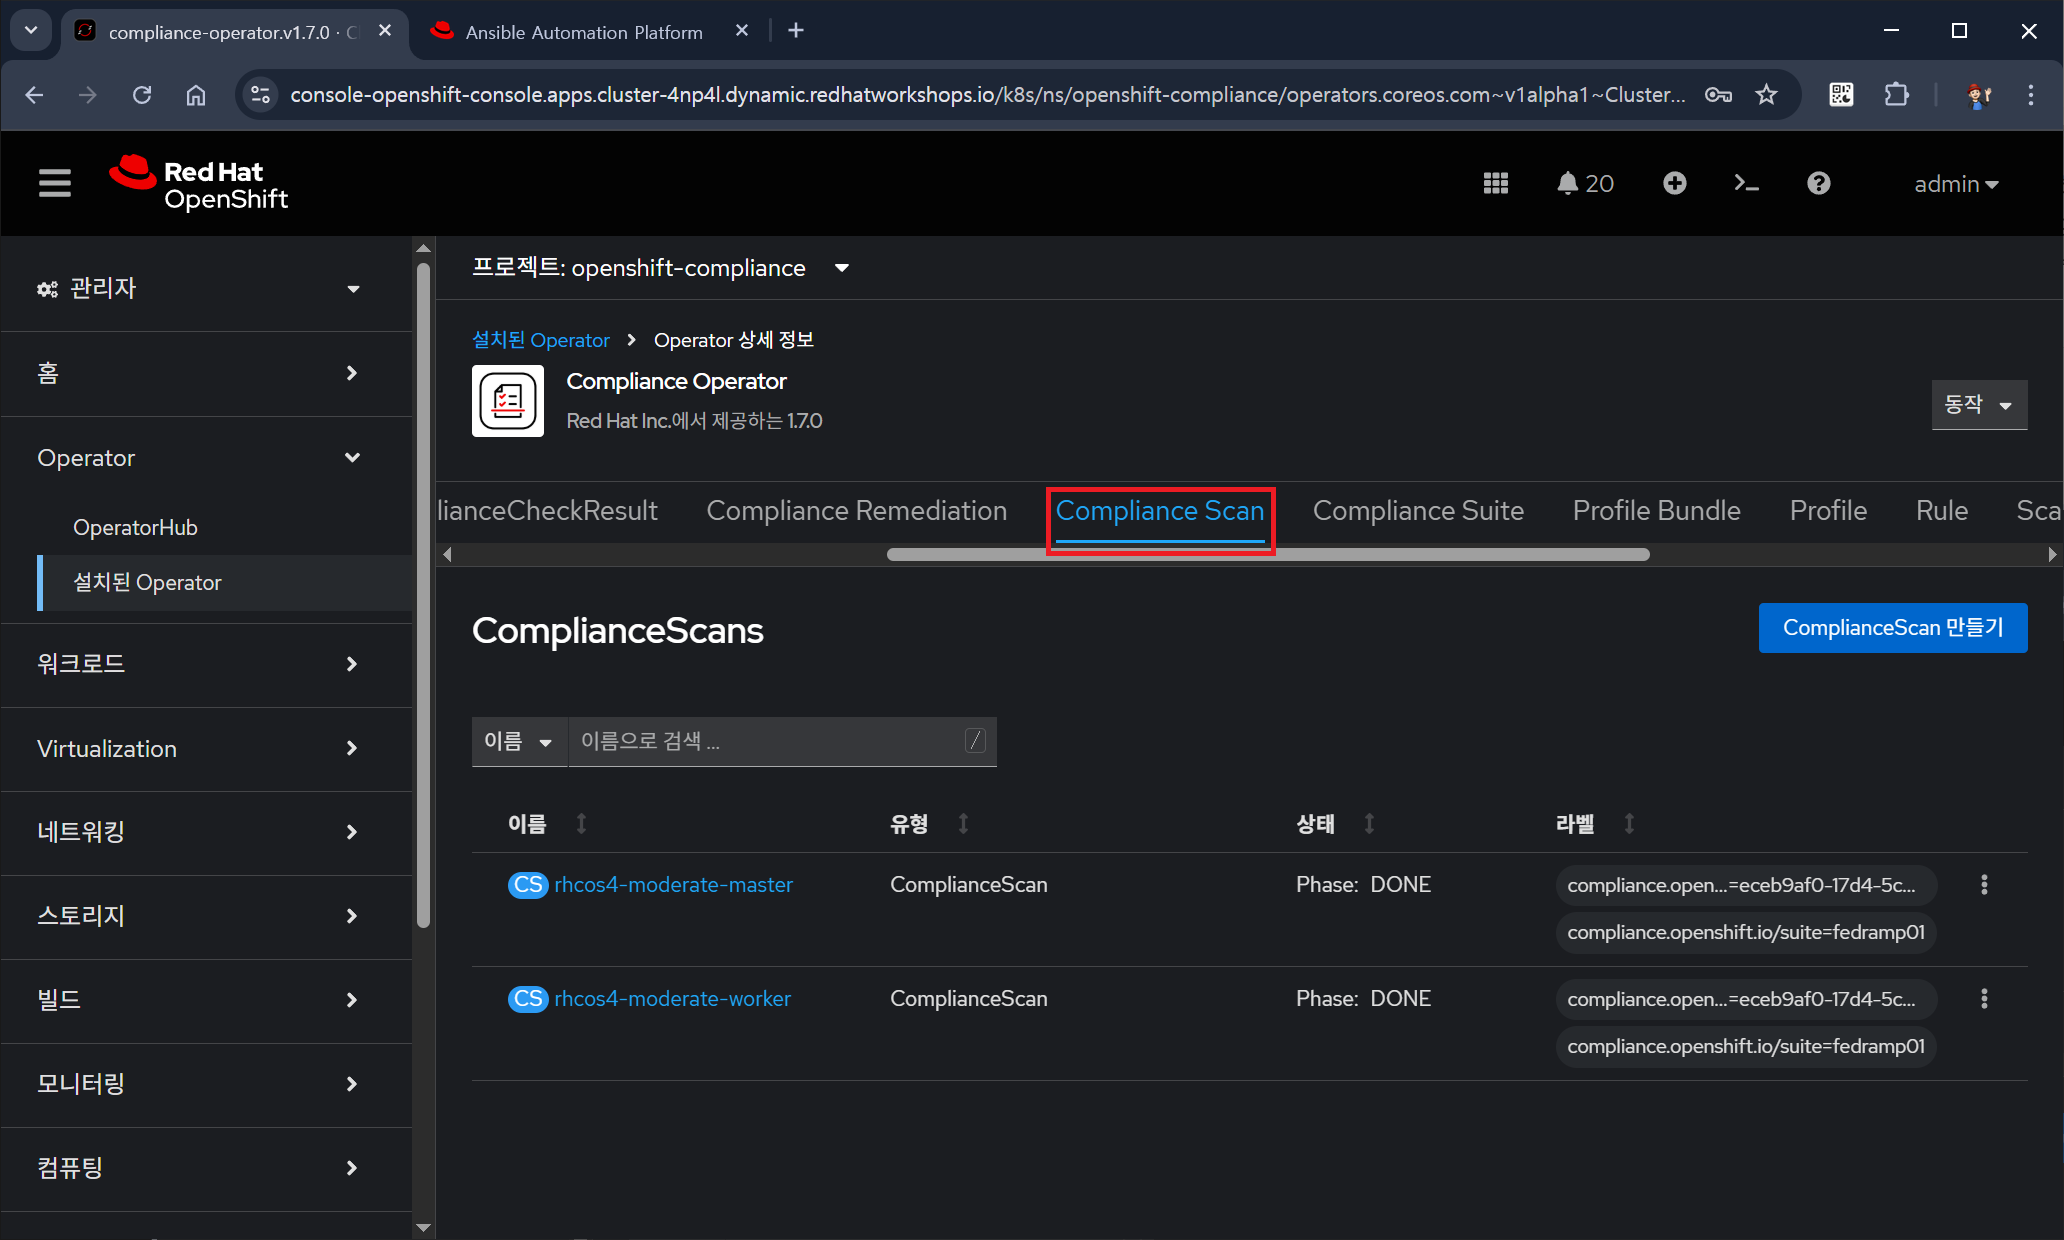 compliance-operator.v1.7.0 · C
Ansible Automation Platform
console-openshift-console.apps.cluster-4np4l.dynamic.redhatworkshops.io/k8s/ns/openshift-compliance/operators.coreos.com~v1alpha1~Cluster...
Red Hat
OpenShift
20
admin
관리자
홈
Operator
OperatorHub
설치된 Operator
워크로드
Virtualization
네트워킹
스토리지
빌드
모니터링
컴퓨팅
프로젝트: openshift-compliance
설치된 Operator Operator 상세 정보
Compliance Operator
Red Hat Inc.에서 제공하는 1.7.0
동작
lianceCheckResult Compliance Remediation Compliance Scan Compliance Suite Profile Bundle Profile Rule Sca
ComplianceScans
ComplianceScan 만들기
이름 이름으로 검색 ... /
이름 유형 상태 라벨
CS rhcos4-moderate-master ComplianceScan Phase: DONE compliance.open...=eceb9af0-17d4-5c...
compliance.openshift.io/suite=fedramp01
CS rhcos4-moderate-worker ComplianceScan Phase: DONE compliance.open...=eceb9af0-17d4-5c...
compliance.openshift.io/suite=fedramp01